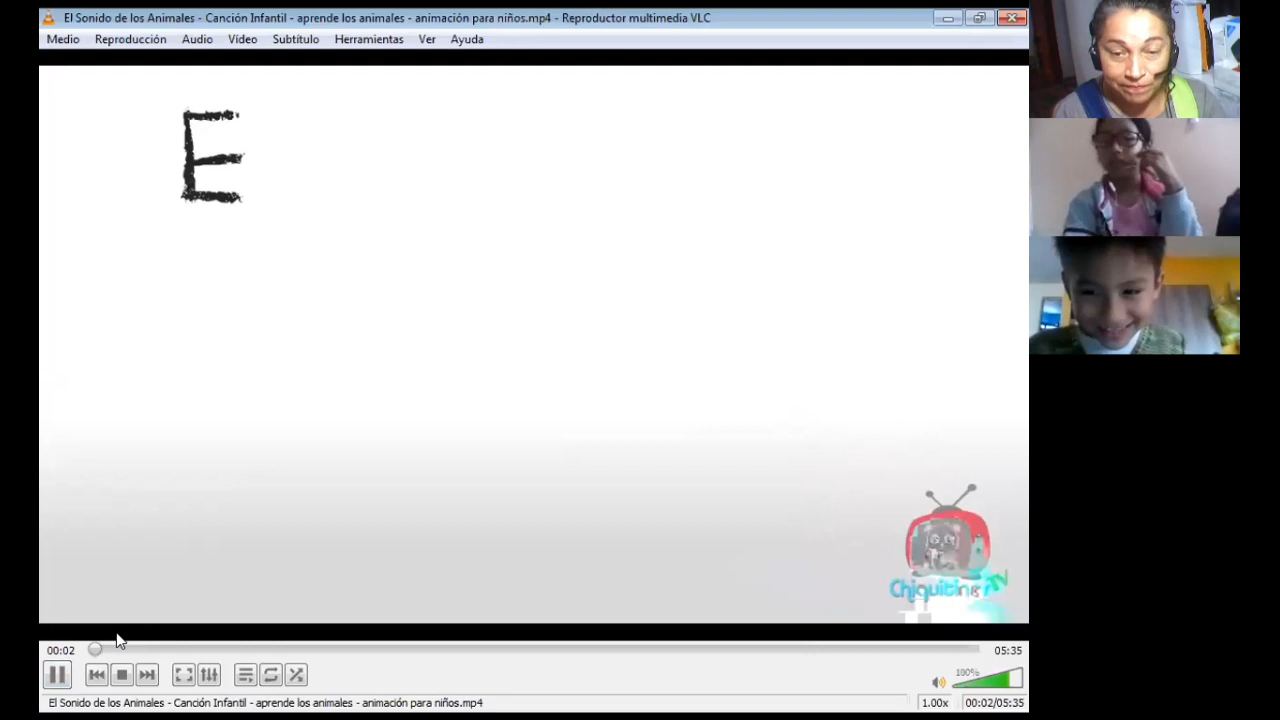 El Sonido de los Animales - Canción Infantil - aprende los animales - animación para niños.mp4 - Reproductor multimedia VLC
Medio Reproducción Audio Vídeo Subtítulo Herramientas Ver Ayuda
E
Chiquitines TV
00:02 05:35
100%
El Sonido de los Animales - Canción Infantil - aprende los animales - animación para niños.mp4 1.00x 00:02/05:35